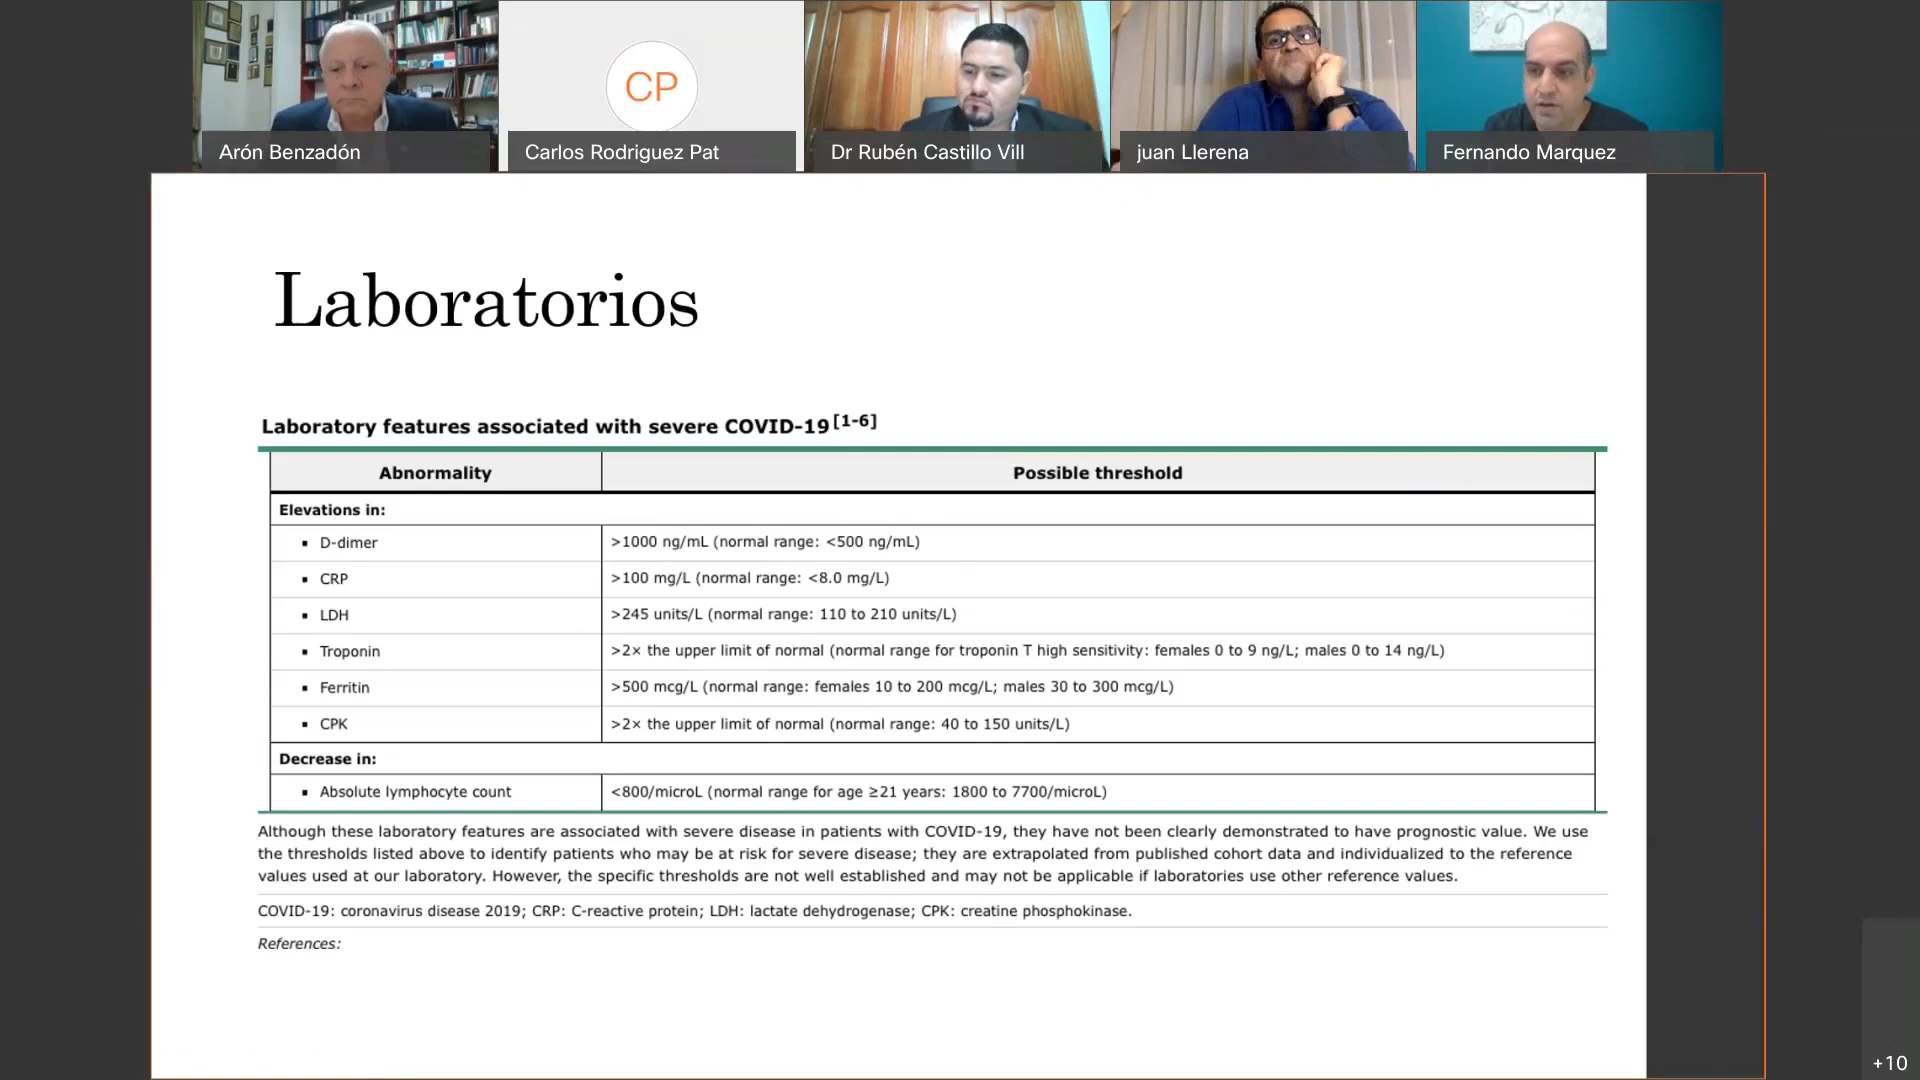 CP
Arón Benzadón
Carlos Rodriguez Pat
Dr Rubén Castillo Vill
juan Llerena
Fernando Marquez
Laboratorios
Laboratory features associated with severe COVID-19[1-6]
Abnormality Possible threshold
Elevations in:
▪ D-dimer >1000 ng/mL (normal range: <500 ng/mL)
▪ CRP >100 mg/L (normal range: <8.0 mg/L)
▪ LDH >245 units/L (normal range: 110 to 210 units/L)
▪ Troponin >2× the upper limit of normal (normal range for troponin T high sensitivity: females 0 to 9 ng/L; males 0 to 14 ng/L)
▪ Ferritin >500 mcg/L (normal range: females 10 to 200 mcg/L; males 30 to 300 mcg/L)
▪ CPK >2× the upper limit of normal (normal range: 40 to 150 units/L)
Decrease in:
▪ Absolute lymphocyte count <800/microL (normal range for age ≥21 years: 1800 to 7700/microL)
Although these laboratory features are associated with severe disease in patients with COVID-19, they have not been clearly demonstrated to have prognostic value. We use
the thresholds listed above to identify patients who may be at risk for severe disease; they are extrapolated from published cohort data and individualized to the reference
values used at our laboratory. However, the specific thresholds are not well established and may not be applicable if laboratories use other reference values.
COVID-19: coronavirus disease 2019; CRP: C-reactive protein; LDH: lactate dehydrogenase; CPK: creatine phosphokinase.
References:
+10